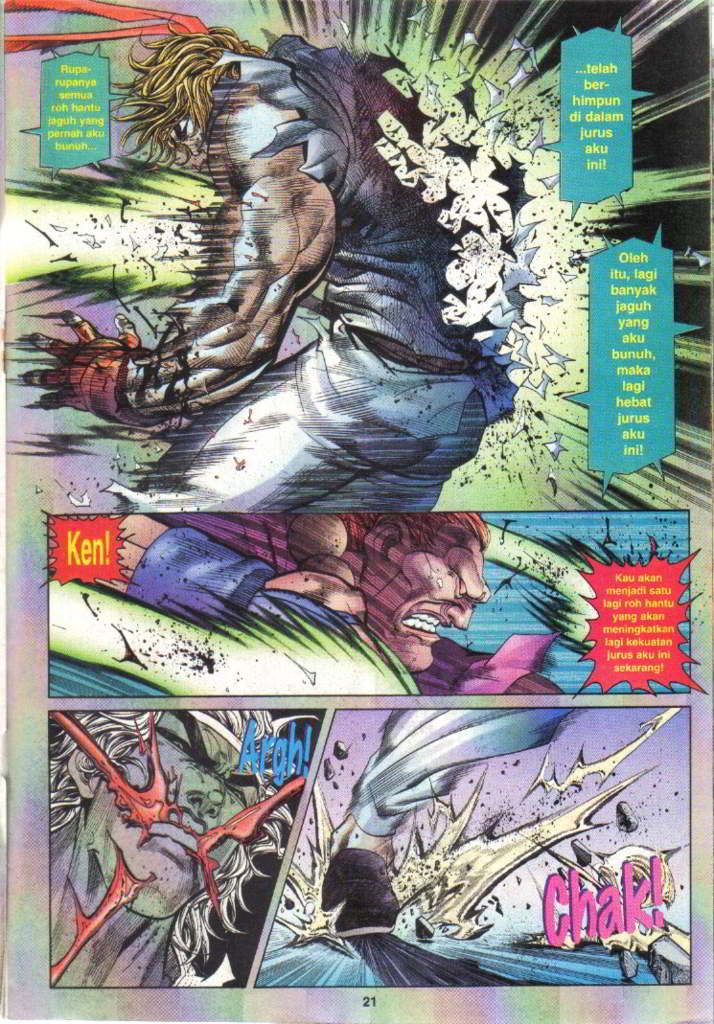 Rupa-
rupanya
semua
roh hantu
jaguh yang
pernah aku
bunuh...
...telah
ber-
himpun
di dalam
jurus
aku
ini!
Oleh
itu, lagi
banyak
jaguh
yang
aku
bunuh,
maka
lagi
hebat
jurus
aku
ini!
Ken!
Kau akan
menjadi satu
lagi roh hantu
yang akan
meningkatkan
lagi kekuatan
jurus aku ini
sekarang!
Argh!
Chak!
21